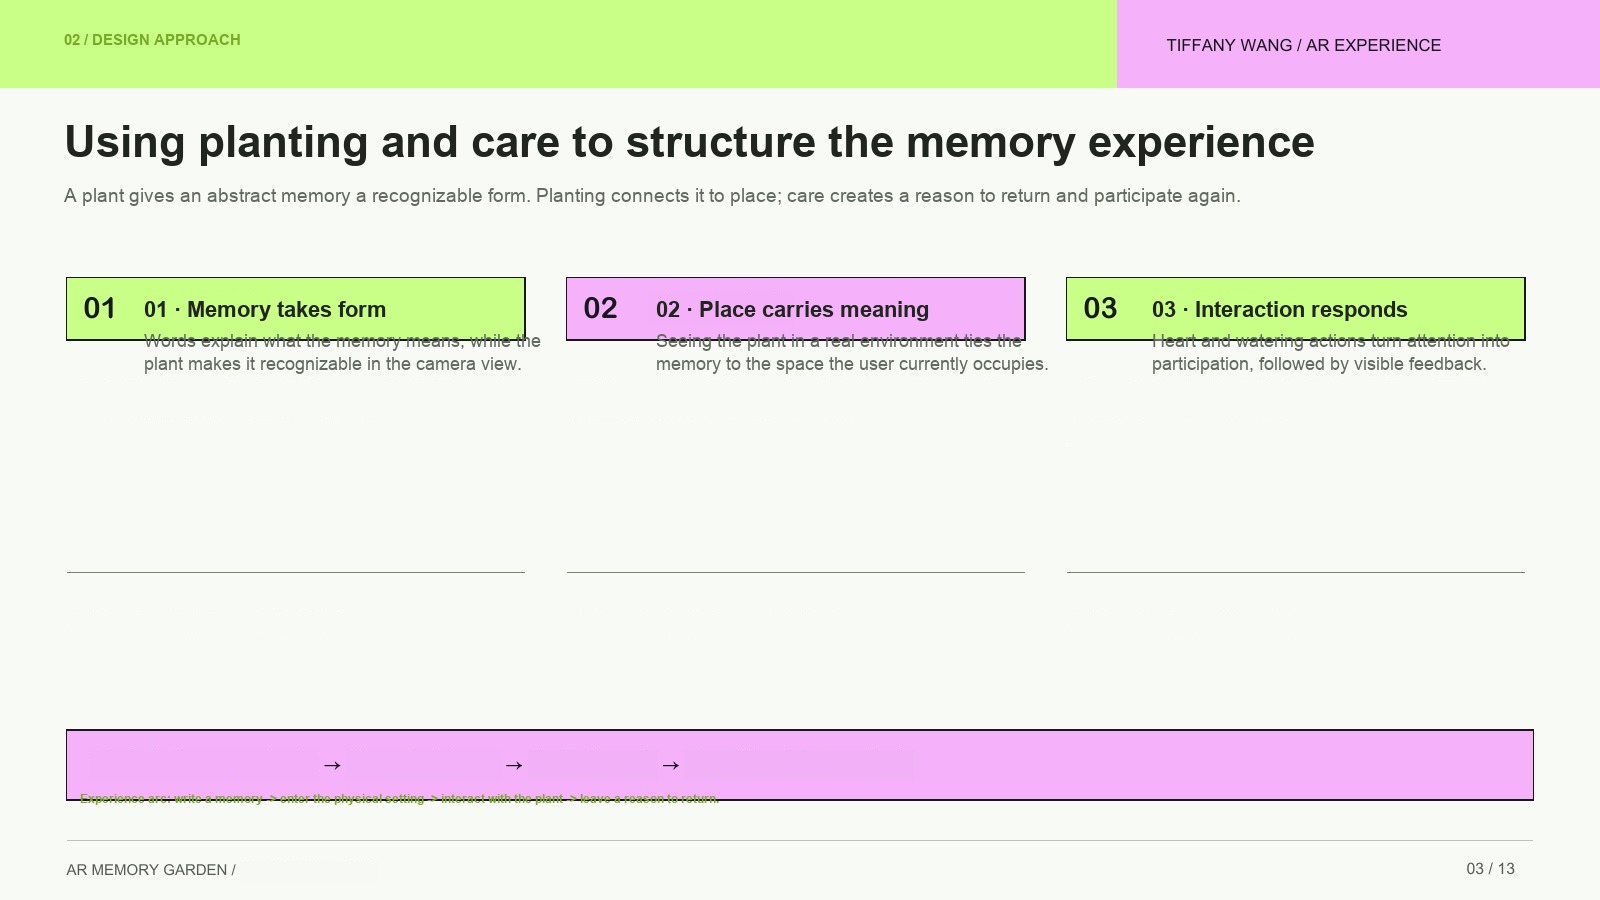 02 / DESIGN APPROACH
TIFFANY WANG / AR EXPERIENCE
Using planting and care to structure the memory experience
A plant gives an abstract memory a recognizable form. Planting connects it to place; care creates a reason to return and participate again.
01
01 · Memory takes form
Words explain what the memory means, while the
plant makes it recognizable in the camera view.
02
02 · Place carries meaning
Seeing the plant in a real environment ties the
memory to the space the user currently occupies.
03
03 · Interaction responds
Heart and watering actions turn attention into
participation, followed by visible feedback.
→ → →
Experience arc: write a memory -> enter the physical setting -> interact with the plant -> leave a reason to return.
AR MEMORY GARDEN /
03 / 13